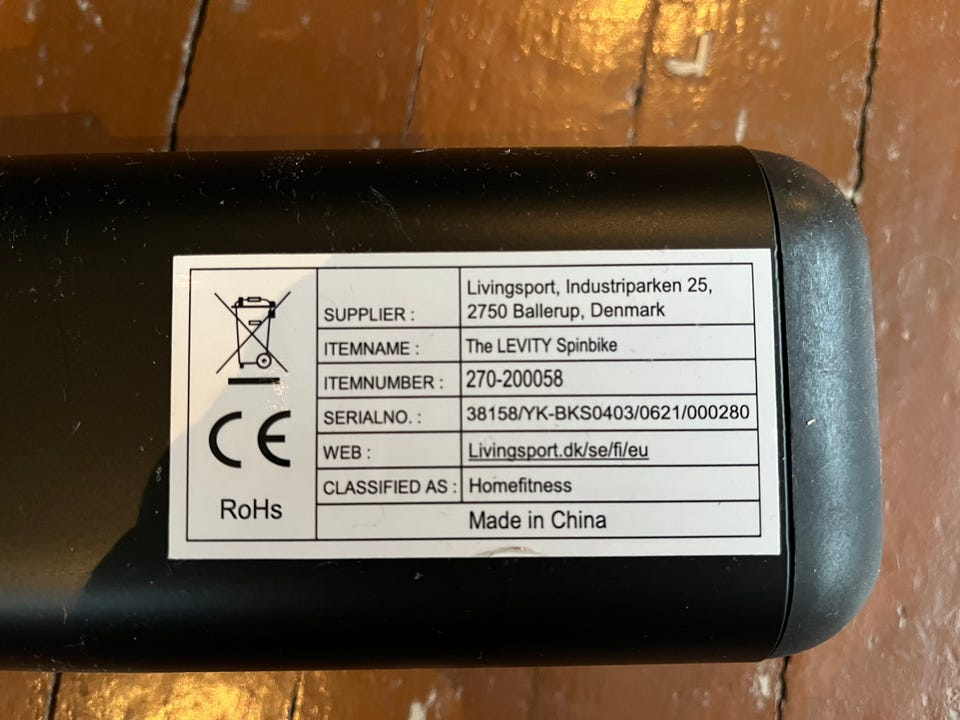 SUPPLIER : Livingsport, Industriparken 25,
2750 Ballerup, Denmark
ITEMNAME : The LEVITY Spinbike
ITEMNUMBER : 270-200058
SERIALNO. : 38158/YK-BKS0403/0621/000280
WEB : Livingsport.dk/se/fi/eu
CLASSIFIED AS : Homefitness
Made in China
CE
RoHs